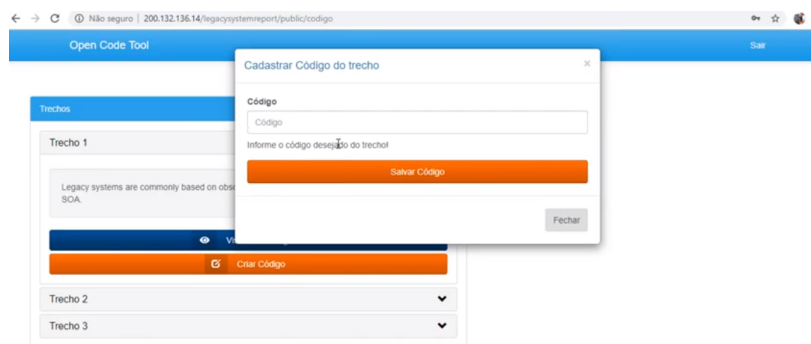 Não seguro | 200.132.136.14/legacysystemreport/public/codigo
Open Code Tool
Sair
Cadastrar Código do trecho
×
Código
Código
Informe o código desejado do trecho!
Salvar Código
Fechar
Trechos
Trecho 1
Legacy systems are commonly based on
SOA.
Criar Código
Trecho 2
Trecho 3